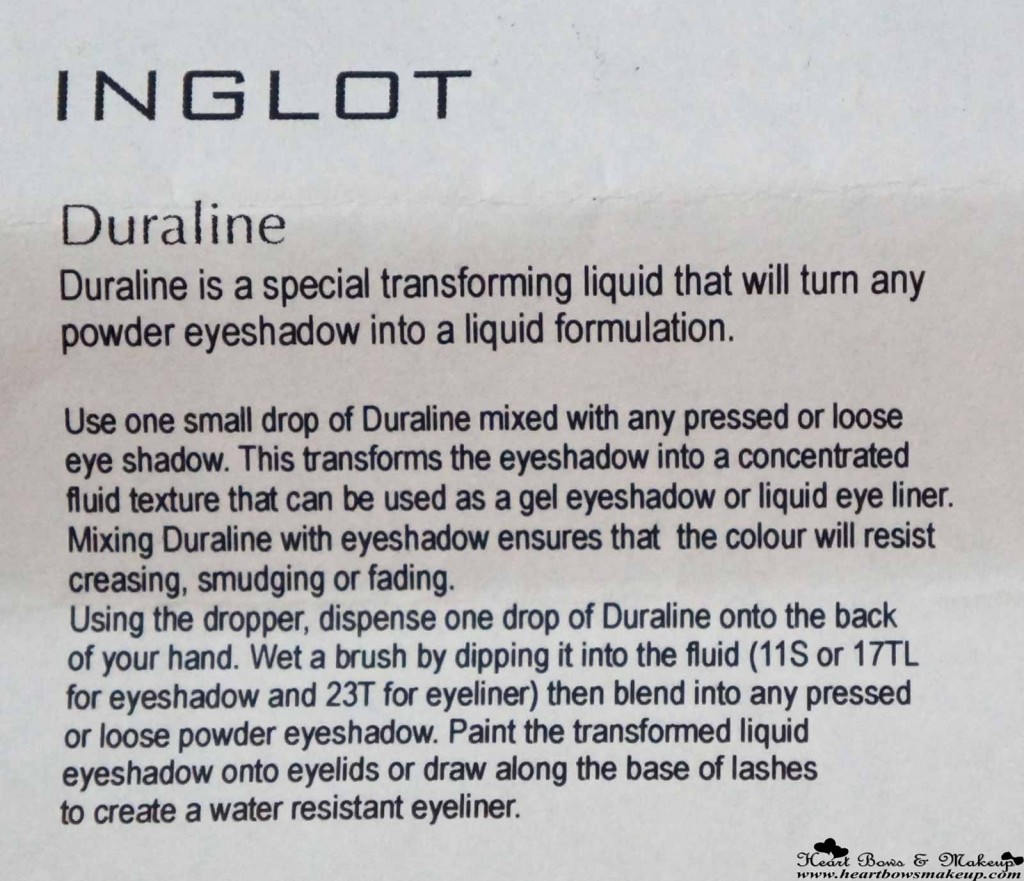 INGLOT
Duraline
Duraline is a special transforming liquid that will turn any
powder eyeshadow into a liquid formulation.
Use one small drop of Duraline mixed with any pressed or loose
eye shadow. This transforms the eyeshadow into a concentrated
fluid texture that can be used as a gel eyeshadow or liquid eye liner.
Mixing Duraline with eyeshadow ensures that  the colour will resist
creasing, smudging or fading.
Using the dropper, dispense one drop of Duraline onto the back
of your hand. Wet a brush by dipping it into the fluid (11S or 17TL
for eyeshadow and 23T for eyeliner) then blend into any pressed
or loose powder eyeshadow. Paint the transformed liquid
eyeshadow onto eyelids or draw along the base of lashes
to create a water resistant eyeliner.
Heart Bows & Makeup
www.heartbowsmakeup.com